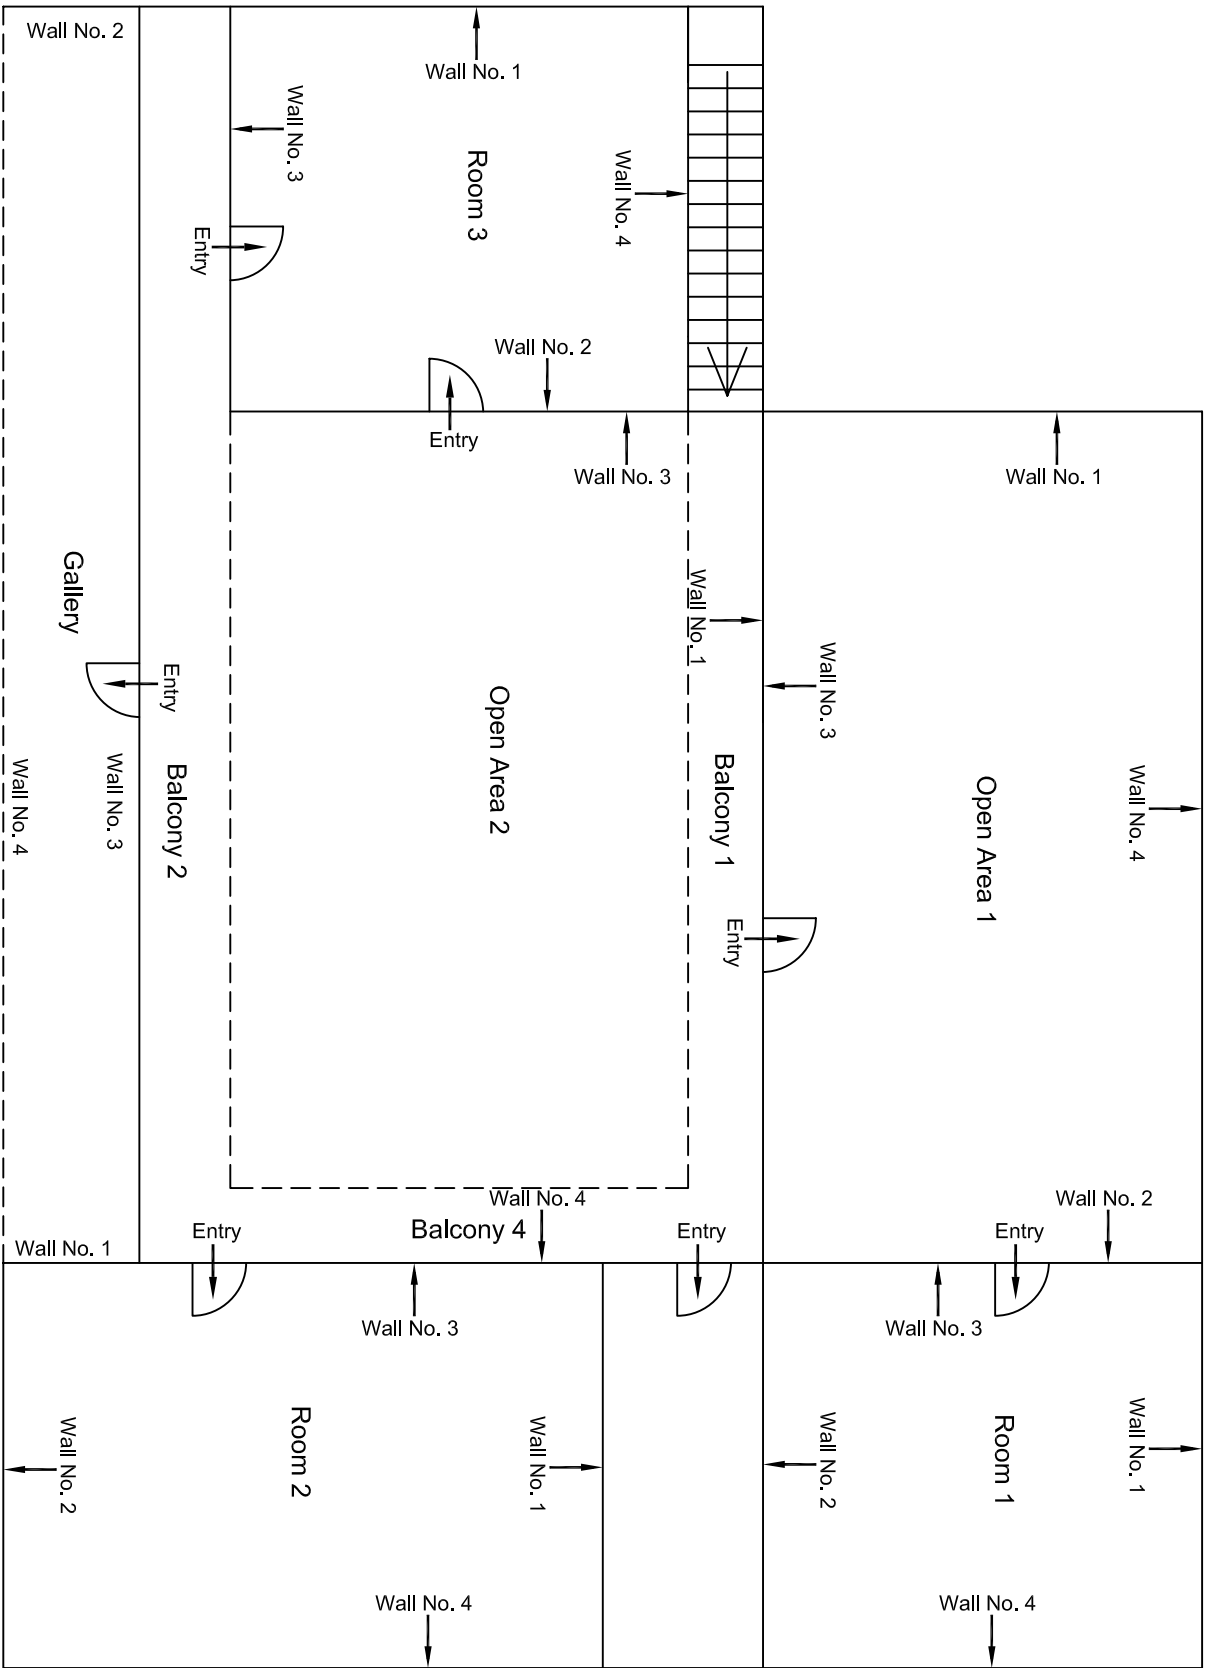 Wall No. 2
Wall No. 1
Wall No. 3
Room 3
Wall No. 4
Entry
Wall No. 2
Entry
Wall No. 3
Wall No. 1
Gallery
Wall No. 1
Wall No. 3
Entry
Open Area 2
Wall No. 3
Balcony 2
Balcony 1
Open Area 1
Wall No. 4
Wall No. 4
Entry
Wall No. 4
Wall No. 2
Balcony 4
Entry
Entry
Entry
Wall No. 1
Wall No. 3
Wall No. 3
Wall No. 2
Room 2
Wall No. 1
Wall No. 2
Room 1
Wall No. 1
Wall No. 4
Wall No. 4